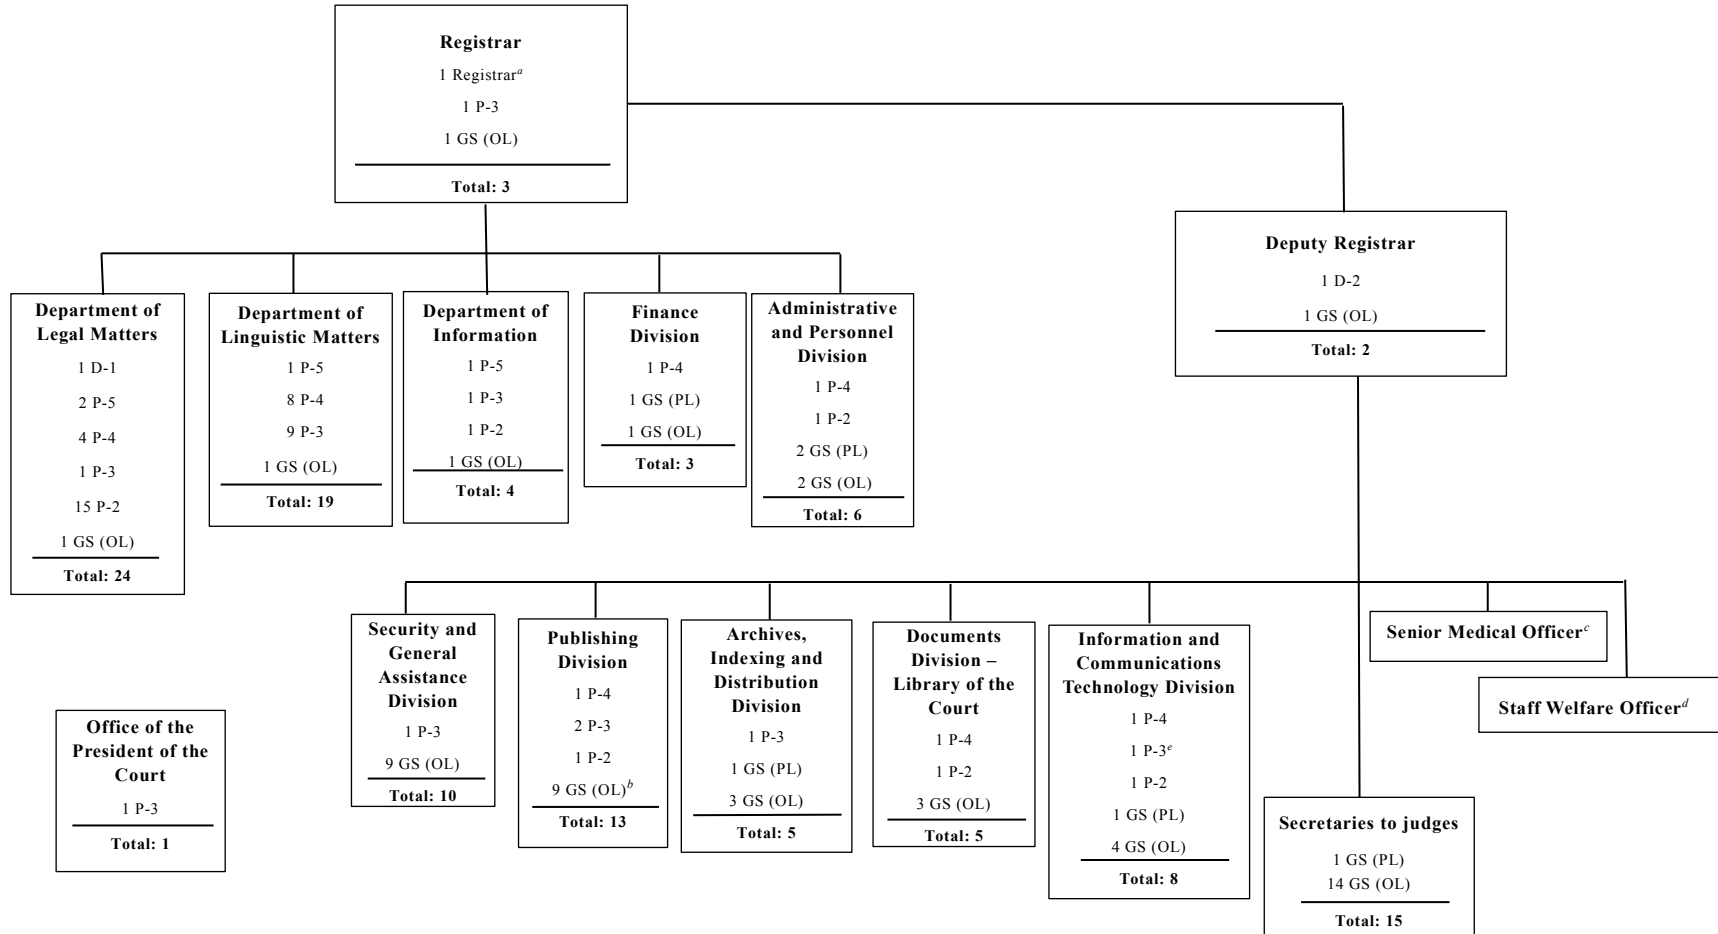 Registrar
1 Registrarᵃ
1 P-3
1 GS (OL)
Total: 3
Deputy Registrar
1 D-2
1 GS (OL)
Total: 2
Department of
Legal Matters
1 D-1
2 P-5
4 P-4
1 P-3
15 P-2
1 GS (OL)
Total: 24
Department of
Linguistic Matters
1 P-5
8 P-4
9 P-3
1 GS (OL)
Total: 19
Department of
Information
1 P-5
1 P-3
1 P-2
1 GS (OL)
Total: 4
Finance
Division
1 P-4
1 GS (PL)
1 GS (OL)
Total: 3
Administrative
and Personnel
Division
1 P-4
1 P-2
2 GS (PL)
2 GS (OL)
Total: 6
Security and
General
Assistance
Division
1 P-3
9 GS (OL)
Total: 10
Publishing
Division
1 P-4
2 P-3
1 P-2
9 GS (OL)ᵇ
Total: 13
Archives,
Indexing and
Distribution
Division
1 P-3
1 GS (PL)
3 GS (OL)
Total: 5
Documents
Division –
Library of the
Court
1 P-4
1 P-2
3 GS (OL)
Total: 5
Information and
Communications
Technology Division
1 P-4
1 P-3ᵉ
1 P-2
1 GS (PL)
4 GS (OL)
Total: 8
Senior Medical Officerᶜ
Staff Welfare Officerᵈ
Office of the
President of the
Court
1 P-3
Total: 1
Secretaries to judges
1 GS (PL)
14 GS (OL)
Total: 15